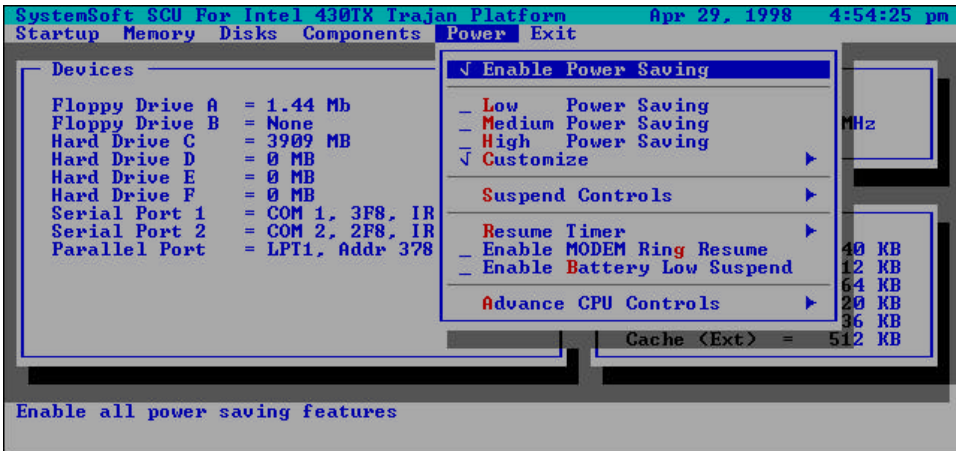 SystemSoft SCU For Intel 430TX Trajan Platform Apr 29, 1998 4:54:25 pm
Startup Memory Disks Components Power Exit
Devices
Floppy Drive A = 1.44 Mb
Floppy Drive B = None
Hard Drive C = 3909 MB
Hard Drive D = 0 MB
Hard Drive E = 0 MB
Hard Drive F = 0 MB
Serial Port 1 = COM 1, 3F8, IR
Serial Port 2 = COM 2, 2F8, IR
Parallel Port = LPT1, Addr 378
√ Enable Power Saving
_ Low Power Saving
_ Medium Power Saving
_ High Power Saving
√ Customize
Suspend Controls
Resume Timer
_ Enable MODEM Ring Resume
_ Enable Battery Low Suspend
Advance CPU Controls
MHz
40 KB
12 KB
64 KB
20 KB
36 KB
Cache (Ext) = 512 KB
Enable all power saving features